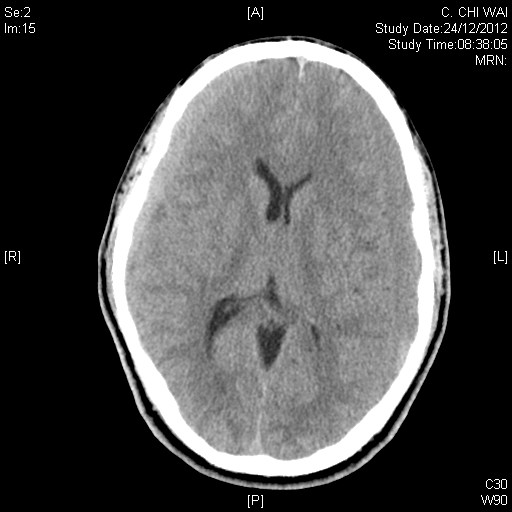 Se:2
Im:15
[A]
C. CHI WAI
Study Date:24/12/2012
Study Time:08:38:05
MRN:
[R]
[L]
[P]
C30
W90